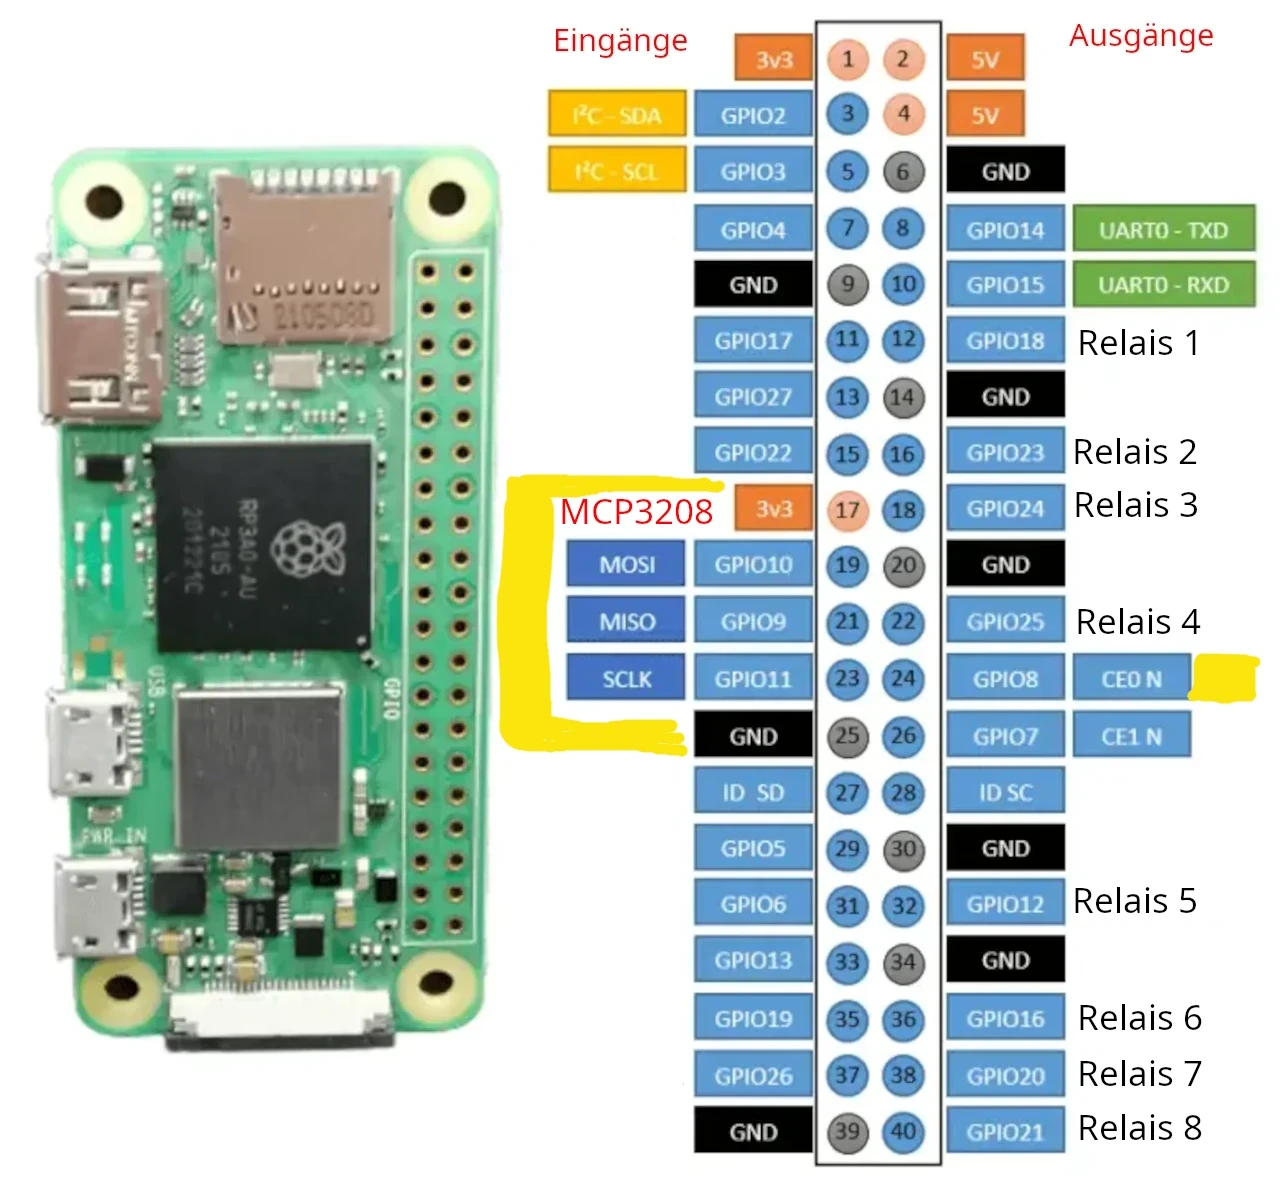 Eingänge
Ausgänge
3v3 1 2 5V
I²C - SDA GPIO2 3 4 5V
I²C - SCL GPIO3 5 6 GND
GPIO4 7 8 GPIO14 UART0 - TXD
GND 9 10 GPIO15 UART0 - RXD
GPIO17 11 12 GPIO18 Relais 1
GPIO27 13 14 GND
GPIO22 15 16 GPIO23 Relais 2
MCP3208 3v3 17 18 GPIO24 Relais 3
MOSI GPIO10 19 20 GND
MISO GPIO9 21 22 GPIO25 Relais 4
SCLK GPIO11 23 24 GPIO8 CE0 N
GND 25 26 GPIO7 CE1 N
ID SD 27 28 ID SC
GPIO5 29 30 GND
GPIO6 31 32 GPIO12 Relais 5
GPIO13 33 34 GND
GPIO19 35 36 GPIO16 Relais 6
GPIO26 37 38 GPIO20 Relais 7
GND 39 40 GPIO21 Relais 8
210508D
RP3A0-AU
21US
USB
GPIO
PWR IN